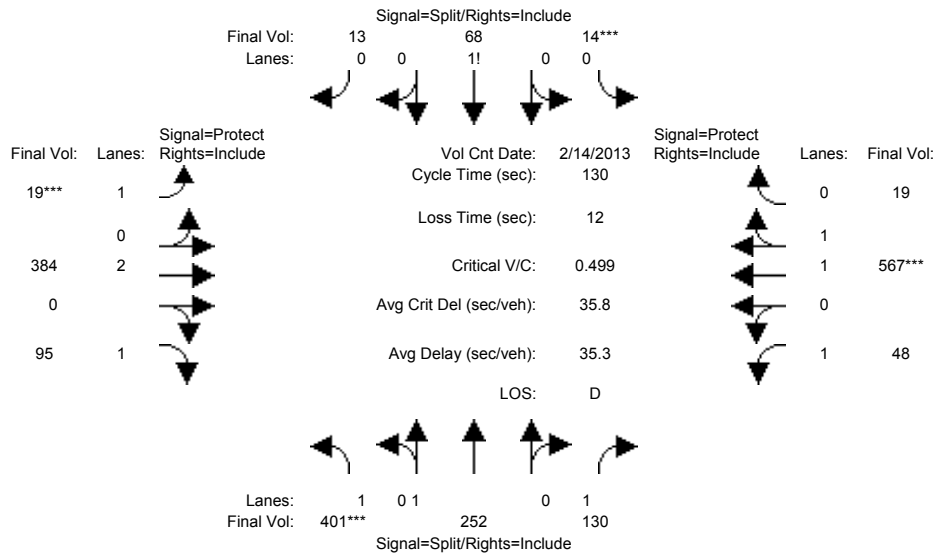 Signal=Split/Rights=Include
Final Vol: 13 68 14***
Lanes: 0 0 1! 0 0
Signal=Protect Signal=Protect
Final Vol: Lanes: Rights=Include Vol Cnt Date: 2/14/2013 Rights=Include Lanes: Final Vol:
Cycle Time (sec): 130
19*** 1 0 19
Loss Time (sec): 12
0 1
384 2 Critical V/C: 0.499 1 567***
0 Avg Crit Del (sec/veh): 35.8 0
95 1 Avg Delay (sec/veh): 35.3 1 48
LOS: D
Lanes: 1 0 1 0 1
Final Vol: 401*** 252 130
Signal=Split/Rights=Include